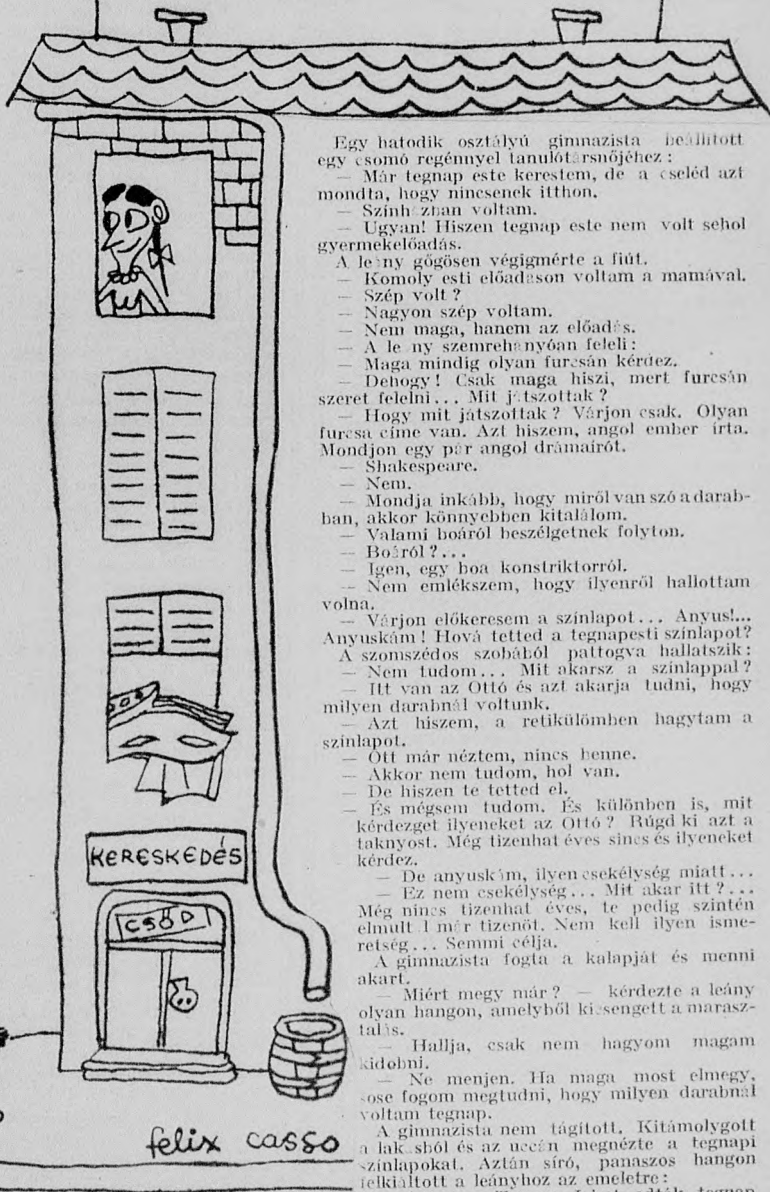 Egy hatodik osztályú gimnazista beállított
egy csomó regénnyel tanulótársnőjéhez :
— Már tegnap este kerestem, de a cseléd azt
mondta, hogy nincsenek itthon.
— Színházban voltam.
— Ugyan! Hiszen tegnap este nem volt sehol
gyermekelőadás.
A leány gőgösen végigmérte a fiút.
— Komoly esti előadáson voltam a mamával.
— Szép volt ?
— Nagyon szép voltam.
— Nem maga, hanem az előadás.
— A leány szemrehányóan feleli :
— Maga mindig olyan furcsán kérdez.
— Dehogy ! Csak maga hiszi, mert furcsán
szeret felelni... Mit játszottak ?
— Hogy mit játszottak ? Várjon csak. Olyan
furcsa címe van. Azt hiszem, angol ember írta.
Mondjon egy pár angol drámaírót.
— Shakespeare.
— Nem.
— Mondja inkább, hogy miről van szó a darab-
ban, akkor könnyebben kitalálom.
— Valami boáról beszélgetnek folyton.
— Boáról ?...
— Igen, egy boa konstriktorról.
— Nem emlékszem, hogy ilyenről hallottam
volna.
— Várjon előkeresem a színlapot... Anyus!...
Anyuskám ! Hová tetted a tegnapesti színlapot?
A szomszédos szobából pattogva hallatszik :
— Nem tudom... Mit akarsz a színlappal ?
— Itt van az Ottó és azt akarja tudni, hogy
milyen darabnál voltunk.
— Azt hiszem, a retikülömben hagytam a
színlapot.
— Ott már néztem, nincs benne.
— Akkor nem tudom, hol van.
— De hiszen te tetted el.
— És mégsem tudom. És különben is, mit
kérdezget ilyeneket az Ottó ? Rúgd ki azt a
taknyost. Még tizenhat éves sincs és ilyeneket
kérdez.
— De anyuskám, ilyen csekélység miatt...
— Ez nem csekélység... Mit akar itt ?...
Még nincs tizenhat éves, te pedig szintén
elmultál már tizenöt. Nem kell ilyen isme-
retség... Semmi célja.
A gimnazista fogta a kalapját és menni
akart.
— Miért megy már ? — kérdezte a leány
olyan hangon, amelyből kicsengett a marasz-
talás.
— Hallja, csak nem hagyom magam
kidobni.
— Ne menjen. Ha maga most elmegy,
sose fogom megtudni, hogy milyen darabnál
voltam tegnap.
A gimnazista nem tágított. Kitámolygott
a lakásból és az uccán megnézte a tegnapi
színlapokat. Aztán síró, panaszos hangon
felkiáltott a leányhoz az emeletre :
tegnap
KERESKEDÉS
CSŐD
felix casso